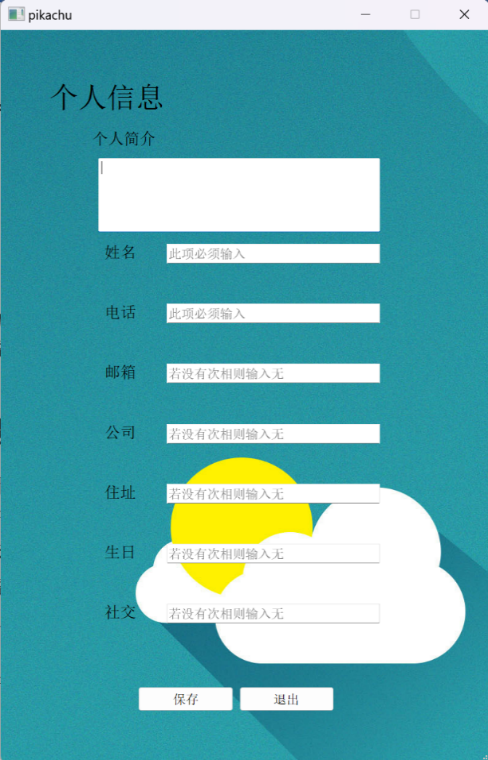 pikachu
个人信息
个人简介
姓名 此项必须输入
电话 此项必须输入
邮箱 若没有次相则输入无
公司 若没有次相则输入无
住址 若没有次相则输入无
生日 若没有次相则输入无
社交 若没有次相则输入无
保存 退出